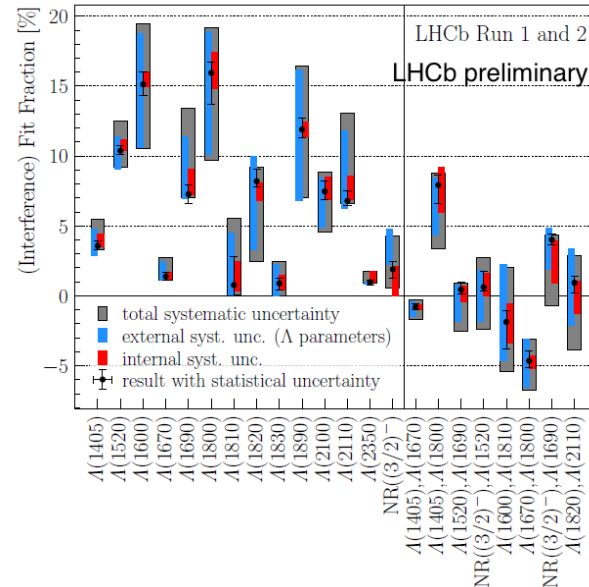 (Interference) Fit Fraction [%]
20
15
10
5
0
−5
LHCb Run 1 and 2
LHCb preliminary
total systematic uncertainty
external syst. unc. (Λ parameters)
internal syst. unc.
result with statistical uncertainty
Λ(1405)
Λ(1520)
Λ(1600)
Λ(1670)
Λ(1690)
Λ(1800)
Λ(1810)
Λ(1820)
Λ(1830)
Λ(1890)
Λ(2100)
Λ(2110)
Λ(2350)
NR((3/2)⁻)
Λ(1405),Λ(1670)
Λ(1405),Λ(1800)
Λ(1520),Λ(1690)
NR((3/2)⁻),Λ(1520)
Λ(1600),Λ(1810)
Λ(1670),Λ(1800)
NR((3/2)⁻),Λ(1690)
Λ(1820),Λ(2110)